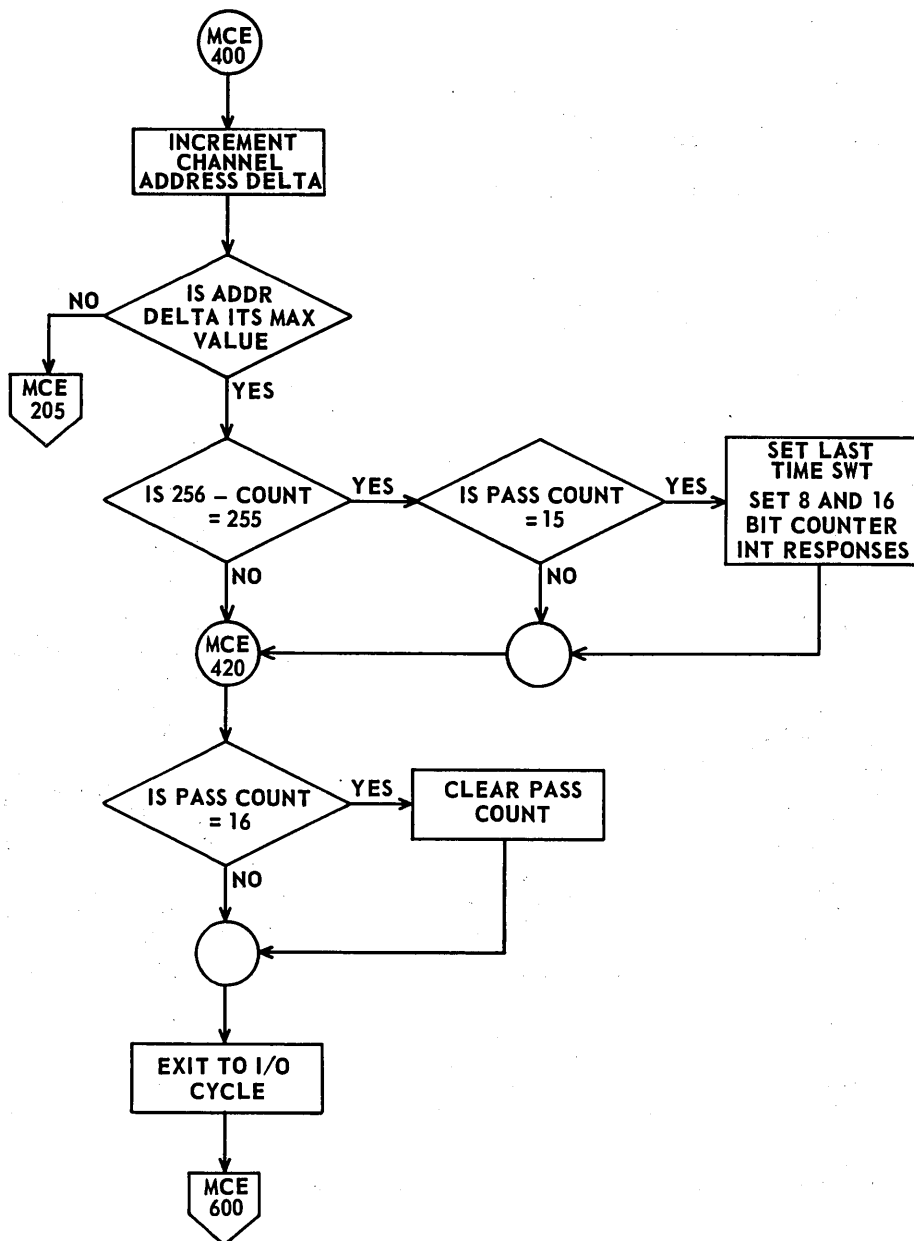 MCE
400
INCREMENT
CHANNEL
ADDRESS DELTA
IS ADDR
DELTA ITS MAX
VALUE
NO
MCE
205
YES
IS 256 – COUNT
= 255
YES
IS PASS COUNT
= 15
YES
SET LAST
TIME SWT
SET 8 AND 16
BIT COUNTER
INT RESPONSES
NO
NO
MCE
420
IS PASS COUNT
= 16
YES
CLEAR PASS
COUNT
NO
EXIT TO I/O
CYCLE
MCE
600